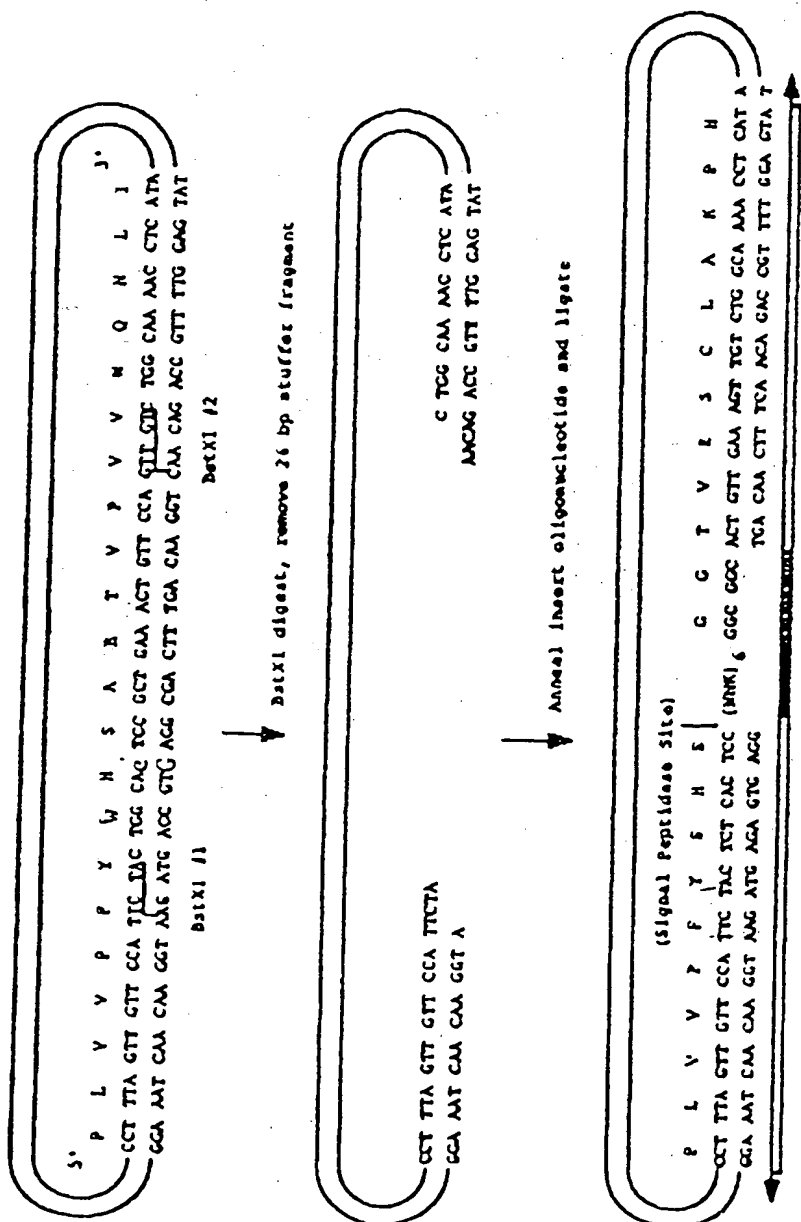 5' 3'
P L V V P P Y W H S A E T V P V V W Q N L I
CCT TTA GTT GTT CCA TTC TAC TGG CAC TCC GCT GAA ACT GTT CCA GTT GTC TGG CAA AAC CTC ATA
GGA AAT CAA CAA GGT AAG ATG ACC GTG AGG CGA CTT TGA CAA GGT CAA CAG ACC GTT TTG GAG TAT
BstXI #1 BstXI #2
BstXI digest, remove 26 bp stuffer fragment
CCT TTA GTT GTT CCA TTCTA C TGG CAA AAC CTC ATA
GGA AAT CAA CAA GGT A AACAG ACC GTT TTG GAG TAT
Anneal insert oligonucleotide and ligate
(Signal Peptidase Site)
P L V V P F Y S H S G G T V E S C L A K P H
CCT TTA GTT GTT CCA TTC TAC TCT CAC TCC (NNK)6 GGC GGC ACT GTT GAA AGT TGT CTG GCA AAA CCT CAT A
GGA AAT CAA CAA GGT AAG ATG AGA GTG AGG TGA CAA CTT TCA ACA GAC CGT TTT GGA GTA T